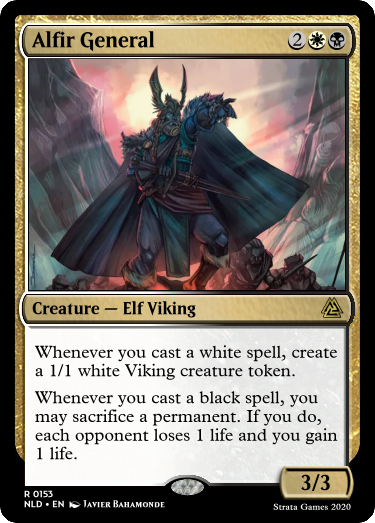 Alfir General 2
Creature — Elf Viking
Whenever you cast a white spell, create
a 1/1 white Viking creature token.
Whenever you cast a black spell, you
may sacrifice a permanent. If you do,
each opponent loses 1 life and you gain
1 life.
3/3
R 0153
NLD • EN Javier Bahamonde
Strata Games 2020